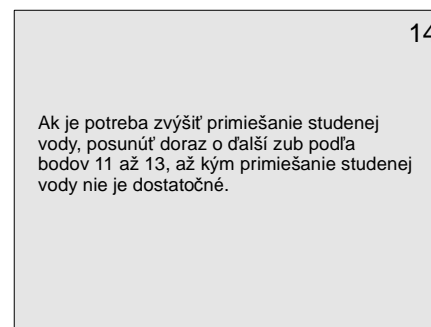 14
Ak je potreba zvýšiť primiešanie studenej
vody, posunúť doraz o ďalší zub podľa
bodov 11 až 13, až kým primiešanie studenej
vody nie je dostatočné.